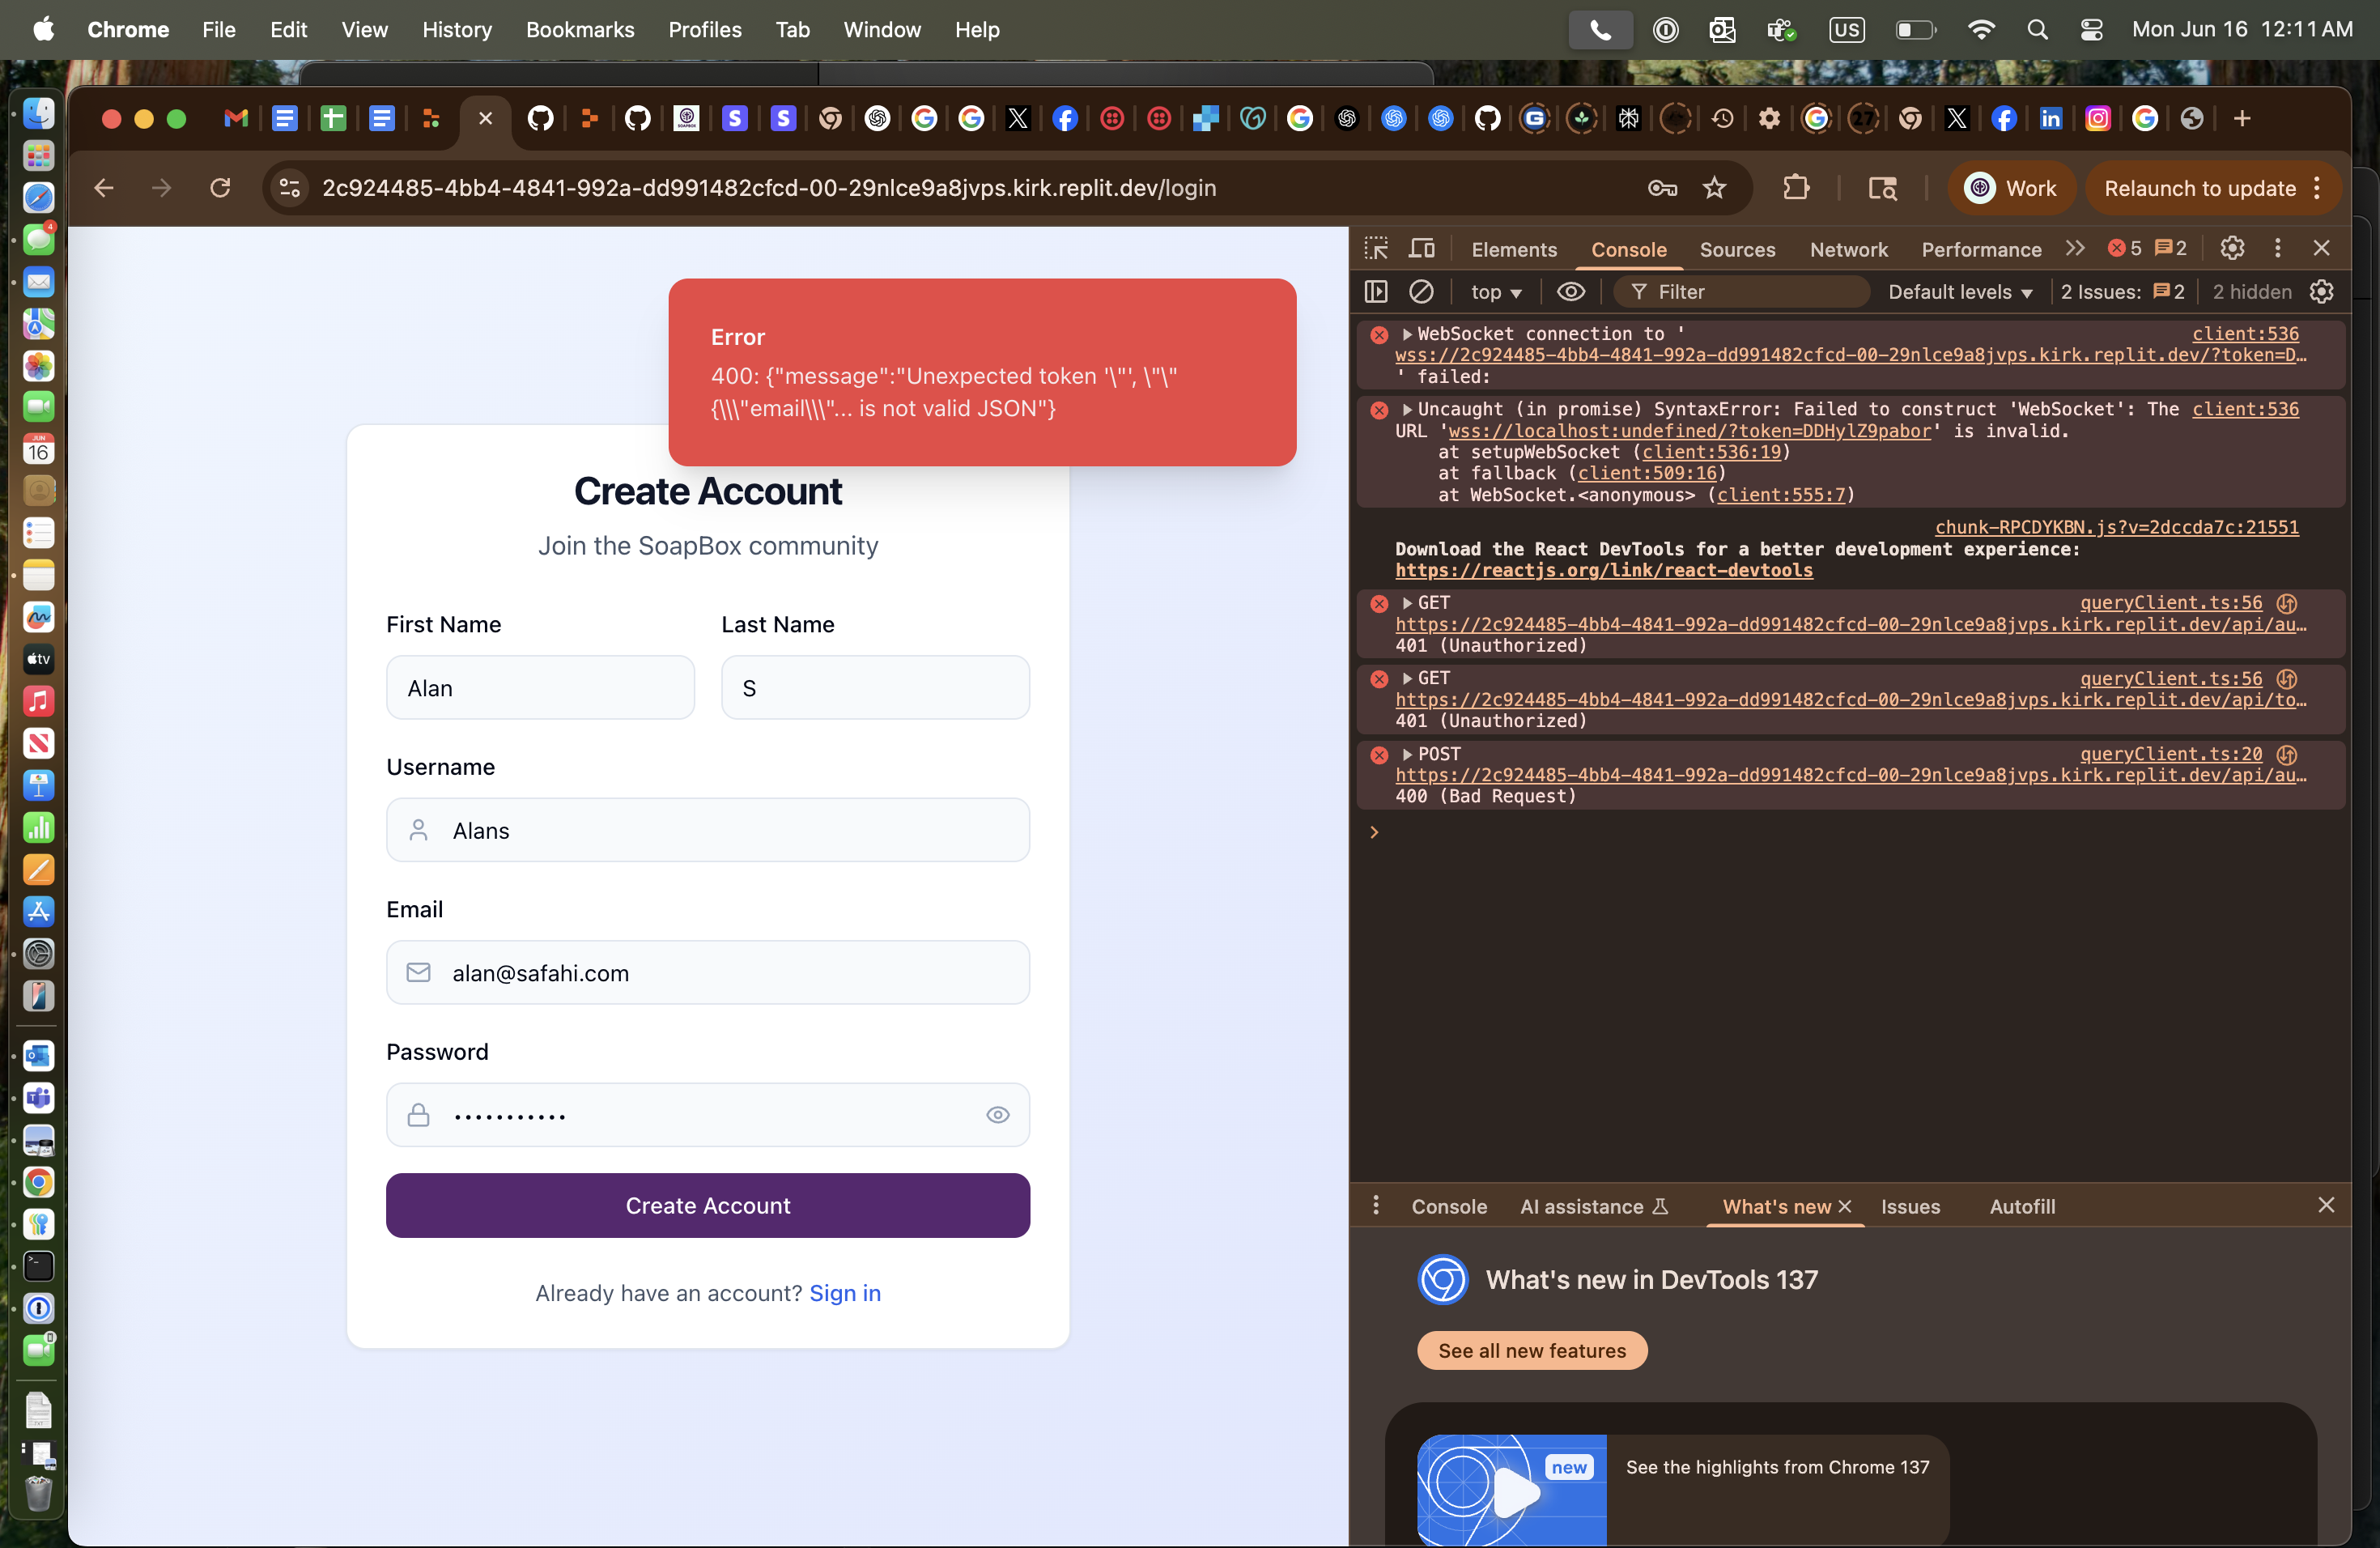 Chrome File Edit View History Bookmarks Profiles Tab Window Help US Mon Jun 16 12:11 AM
2c924485-4bb4-4841-992a-dd991482cfcd-00-29nlce9a8jvps.kirk.replit.dev/login
Work
Relaunch to update
4
JUN
16
tv
Error
400: {"message":"Unexpected token '\"', \"\"
{\\\"email\\\"... is not valid JSON"}
Create Account
Join the SoapBox community
First Name
Last Name
Alan
S
Username
Alans
Email
alan@safahi.com
Password
Create Account
Already have an account? Sign in
Elements Console Sources Network Performance 5 2
top Filter Default levels 2 Issues: 2 2 hidden
WebSocket connection to ' client:536
wss://2c924485-4bb4-4841-992a-dd991482cfcd-00-29nlce9a8jvps.kirk.replit.dev/?token=D…
' failed:
Uncaught (in promise) SyntaxError: Failed to construct 'WebSocket': The client:536
URL 'wss://localhost:undefined/?token=DDHylZ9pabor' is invalid.
at setupWebSocket (client:536:19)
at fallback (client:509:16)
at WebSocket.<anonymous> (client:555:7)
chunk-RPCDYKBN.js?v=2dccda7c:21551
Download the React DevTools for a better development experience:
https://reactjs.org/link/react-devtools
GET queryClient.ts:56
https://2c924485-4bb4-4841-992a-dd991482cfcd-00-29nlce9a8jvps.kirk.replit.dev/api/au…
401 (Unauthorized)
GET queryClient.ts:56
https://2c924485-4bb4-4841-992a-dd991482cfcd-00-29nlce9a8jvps.kirk.replit.dev/api/to…
401 (Unauthorized)
POST queryClient.ts:20
https://2c924485-4bb4-4841-992a-dd991482cfcd-00-29nlce9a8jvps.kirk.replit.dev/api/au…
400 (Bad Request)
Console AI assistance What's new Issues Autofill
What's new in DevTools 137
See all new features
new
See the highlights from Chrome 137